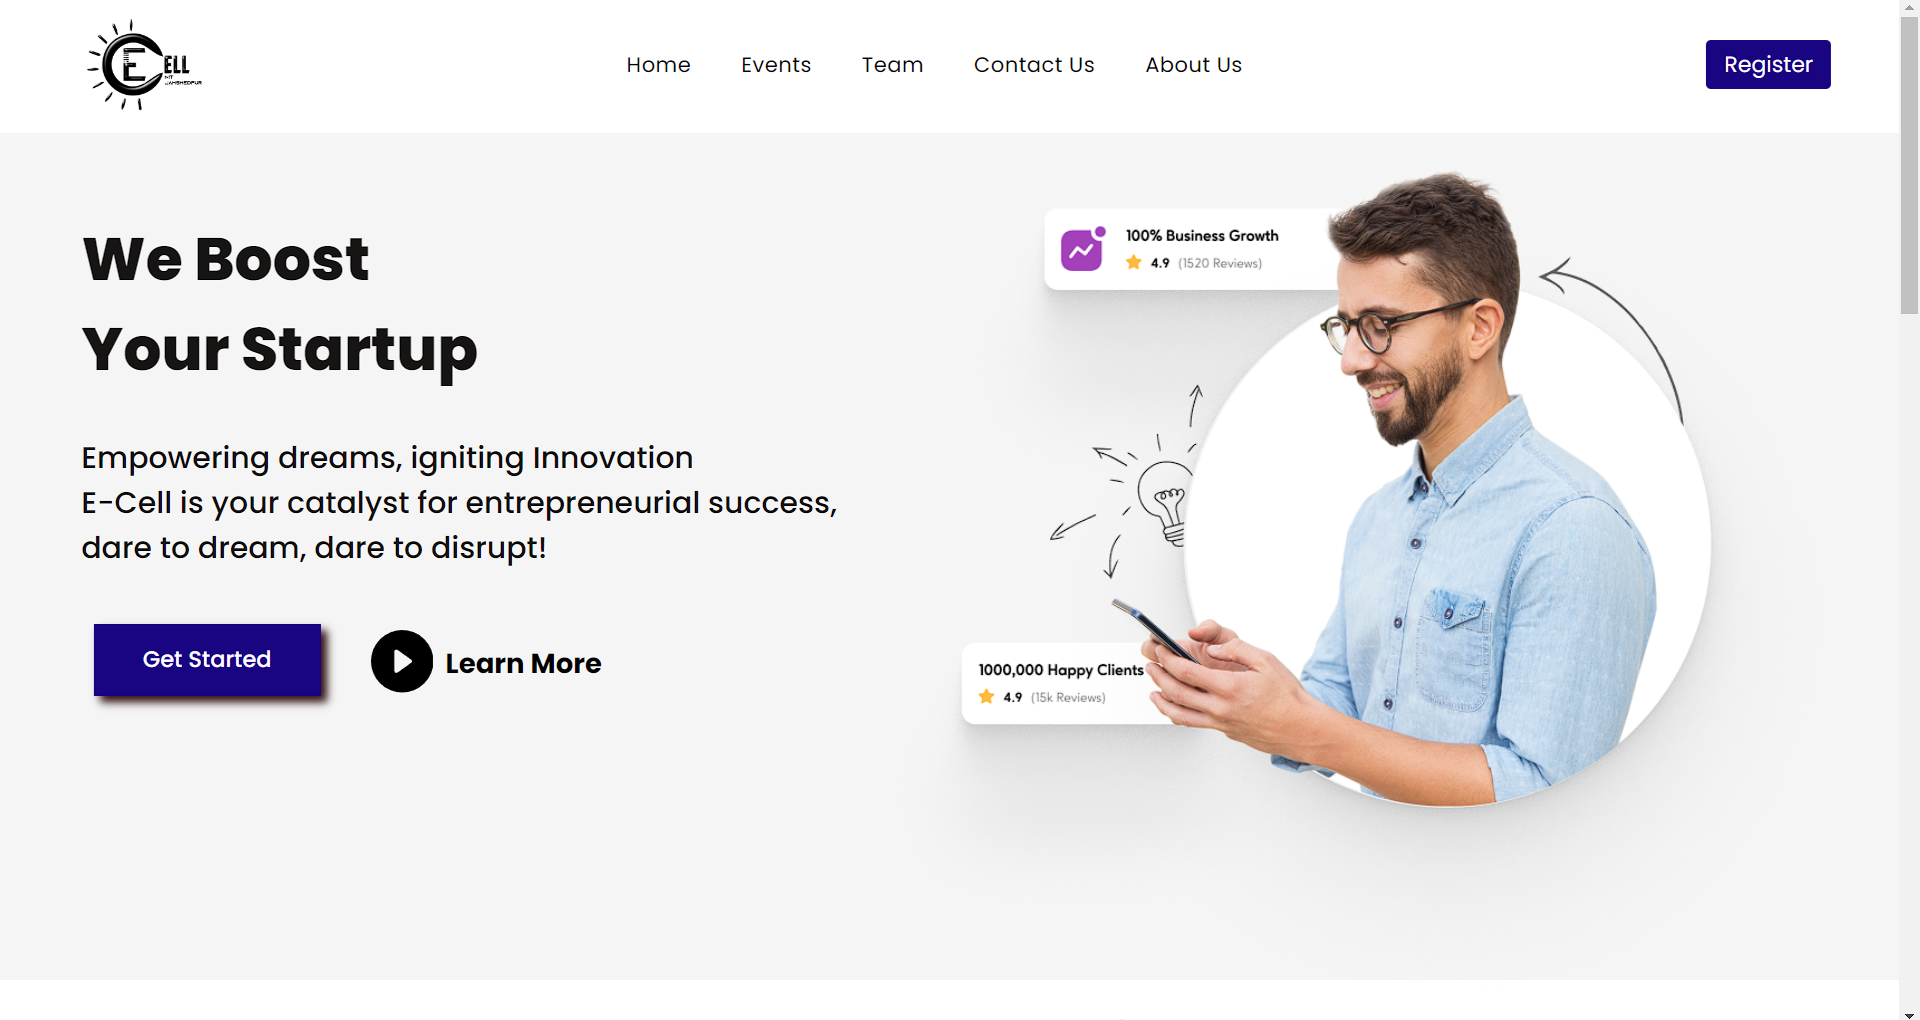 E
ELL
NIT
JAMSHEDPUR
Home
Events
Team
Contact Us
About Us
Register
We Boost
Your Startup
Empowering dreams, igniting Innovation
E-Cell is your catalyst for entrepreneurial success,
dare to dream, dare to disrupt!
Get Started
Learn More
100% Business Growth
4.9 (1520 Reviews)
1000,000 Happy Clients
4.9 (15k Reviews)